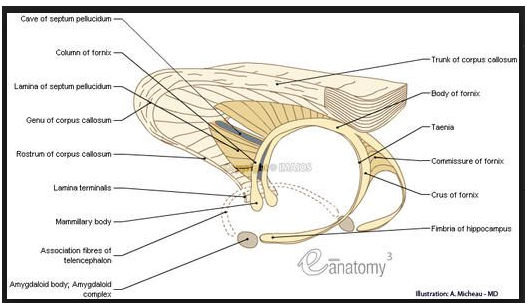 Cave of septum pellucidum
Column of fornix
Lamina of septum pellucidum
Genu of corpus callosum
Rostrum of corpus callosum
Lamina terminalis
Mammillary body
Association fibres of
telencephalon
Amygdaloid body; Amygdaloid
complex
Trunk of corpus callosum
Body of fornix
Taenia
Commissure of fornix
Crus of fornix
Fimbria of hippocampus
© IMAIOS
e-anatomy 3
Illustration: A. Micheau - MD